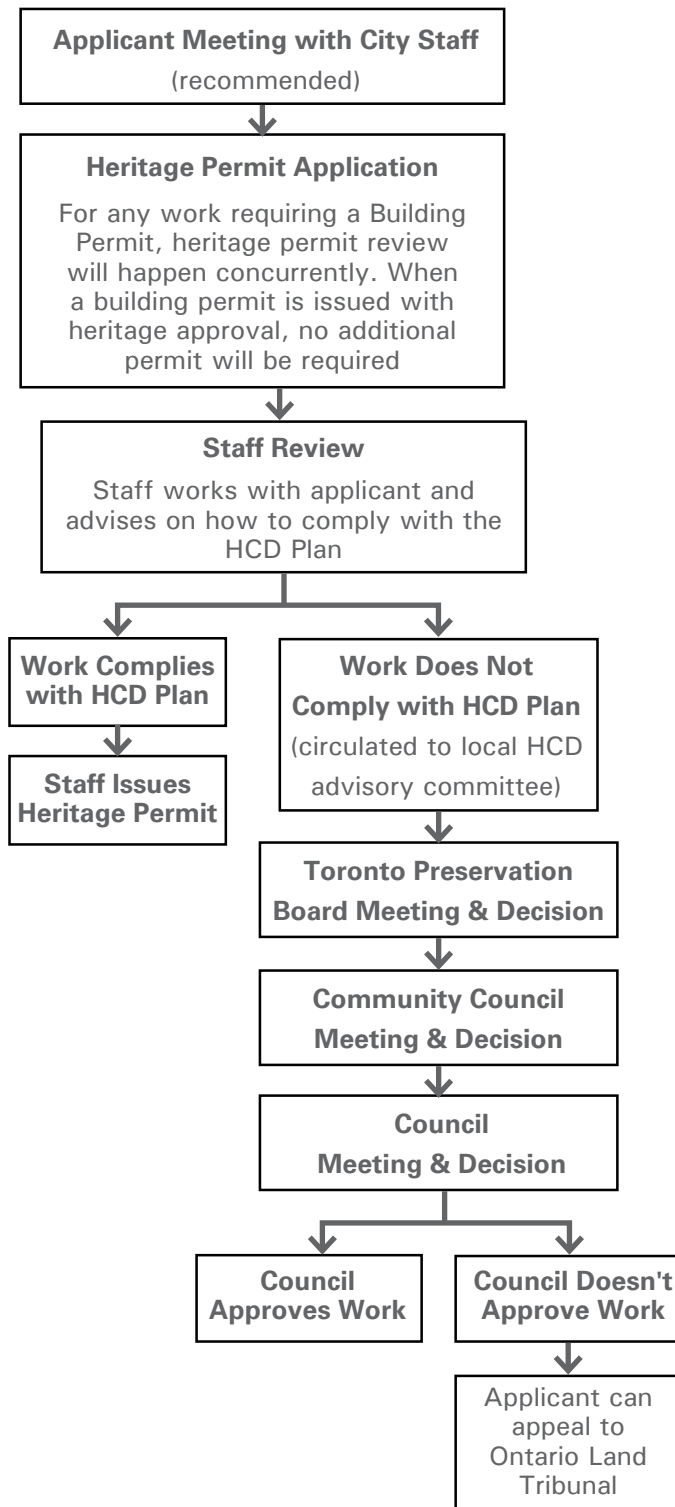 Applicant Meeting with City Staff
(recommended)
Heritage Permit Application
For any work requiring a Building
Permit, heritage permit review
will happen concurrently. When
a building permit is issued with
heritage approval, no additional
permit will be required
Staff Review
Staff works with applicant and
advises on how to comply with the
HCD Plan
Work Complies
with HCD Plan
Staff Issues
Heritage Permit
Work Does Not
Comply with HCD Plan
(circulated to local HCD
advisory committee)
Toronto Preservation
Board Meeting & Decision
Community Council
Meeting & Decision
Council
Meeting & Decision
Council
Approves Work
Council Doesn't
Approve Work
Applicant can
appeal to
Ontario Land
Tribunal